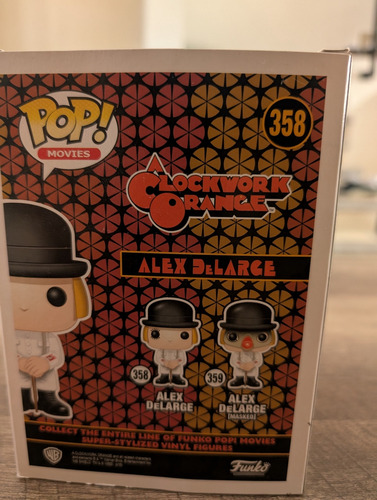 POP!
MOVIES
358
A CLOCKWORK
ORANGE
ALEX DeLARGE
358
ALEX
DeLARGE
359
ALEX
DeLARGE
(MASKED)
COLLECT THE ENTIRE LINE OF FUNKO POP! MOVIES
SUPER-STYLIZED VINYL FIGURES
WB
Funko